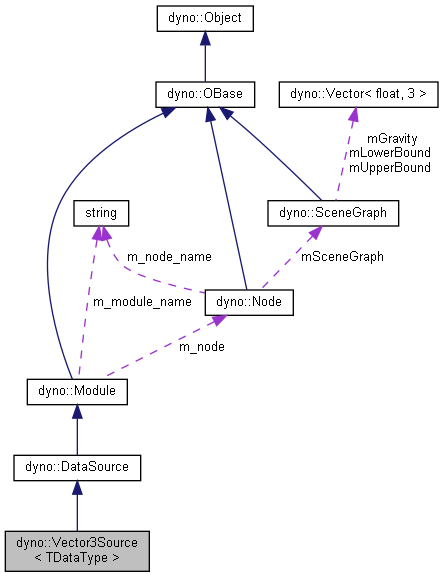 dyno::Object
dyno::OBase
dyno::Vector< float, 3 >
mGravity
mLowerBound
mUpperBound
string
dyno::SceneGraph
m_node_name
mSceneGraph
m_module_name
dyno::Node
m_node
dyno::Module
dyno::DataSource
dyno::Vector3Source
< TDataType >